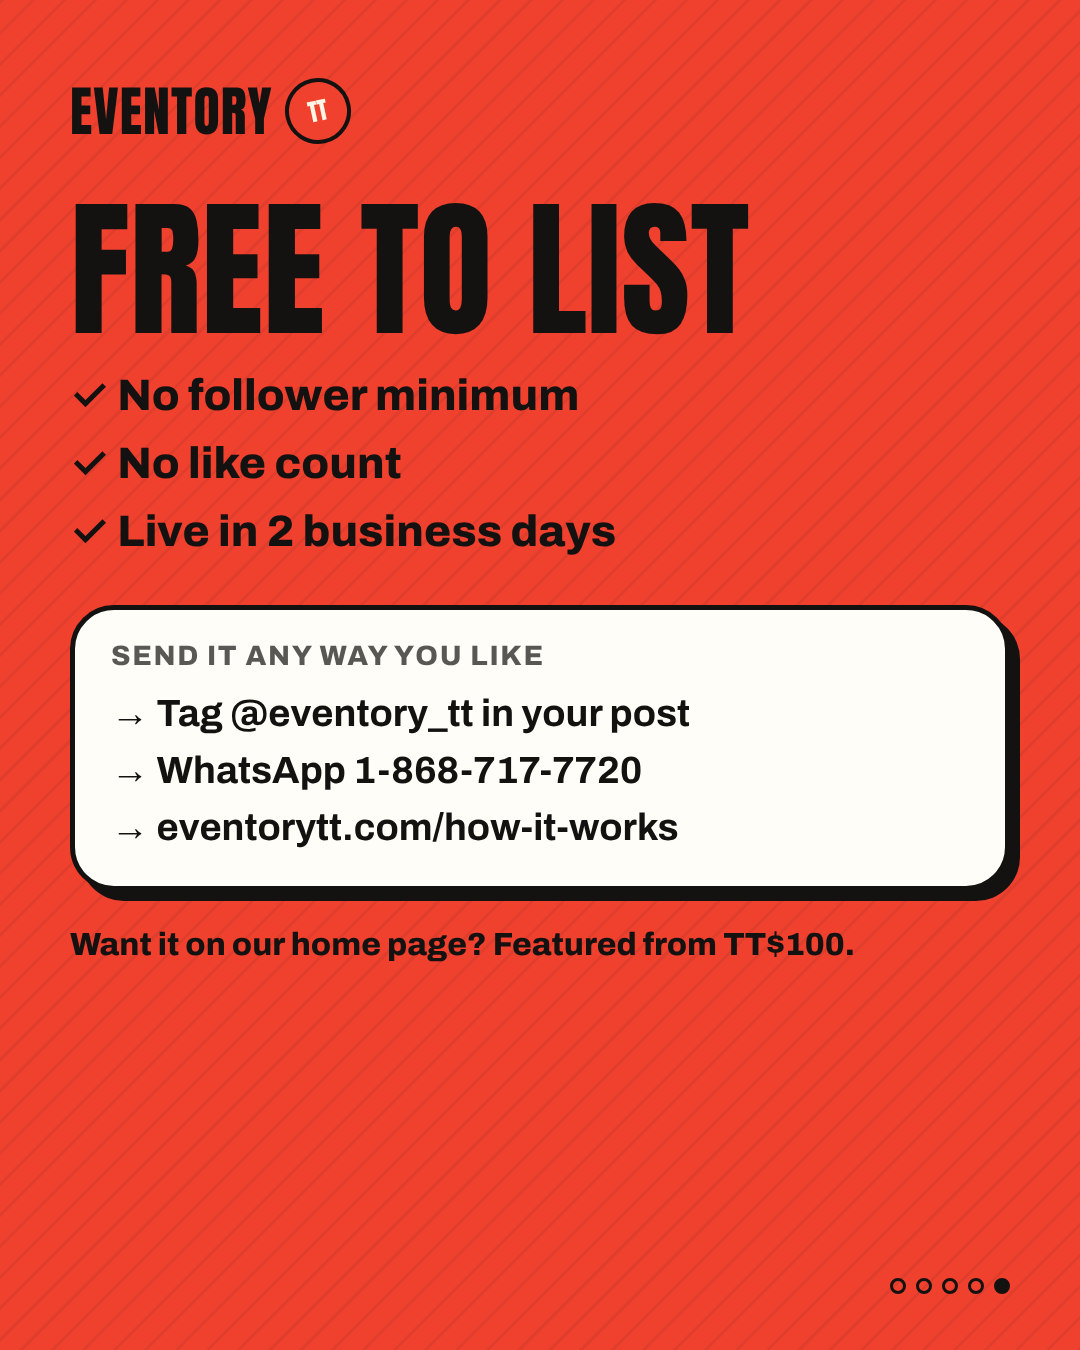 EVENTORY TT
FREE TO LIST
✓ No follower minimum
✓ No like count
✓ Live in 2 business days
SEND IT ANY WAY YOU LIKE
→ Tag @eventory_tt in your post
→ WhatsApp 1-868-717-7720
→ eventorytt.com/how-it-works
Want it on our home page? Featured from TT$100.